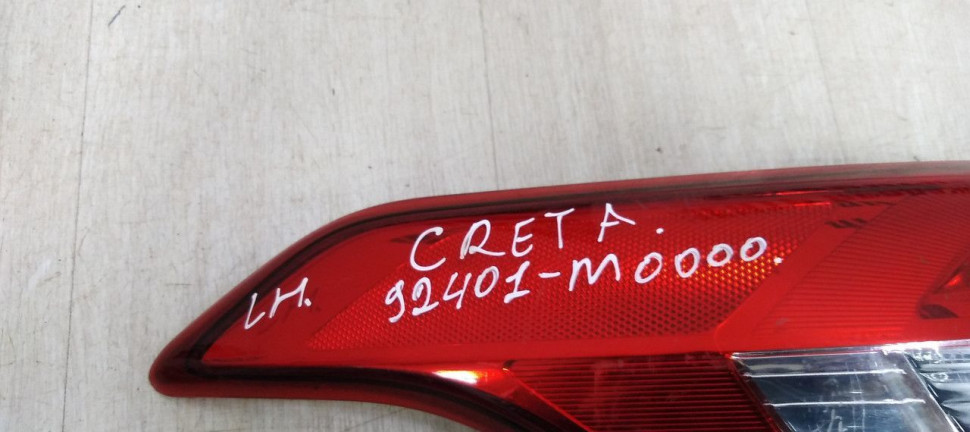 CRETA.
92401-M0000.
LH.